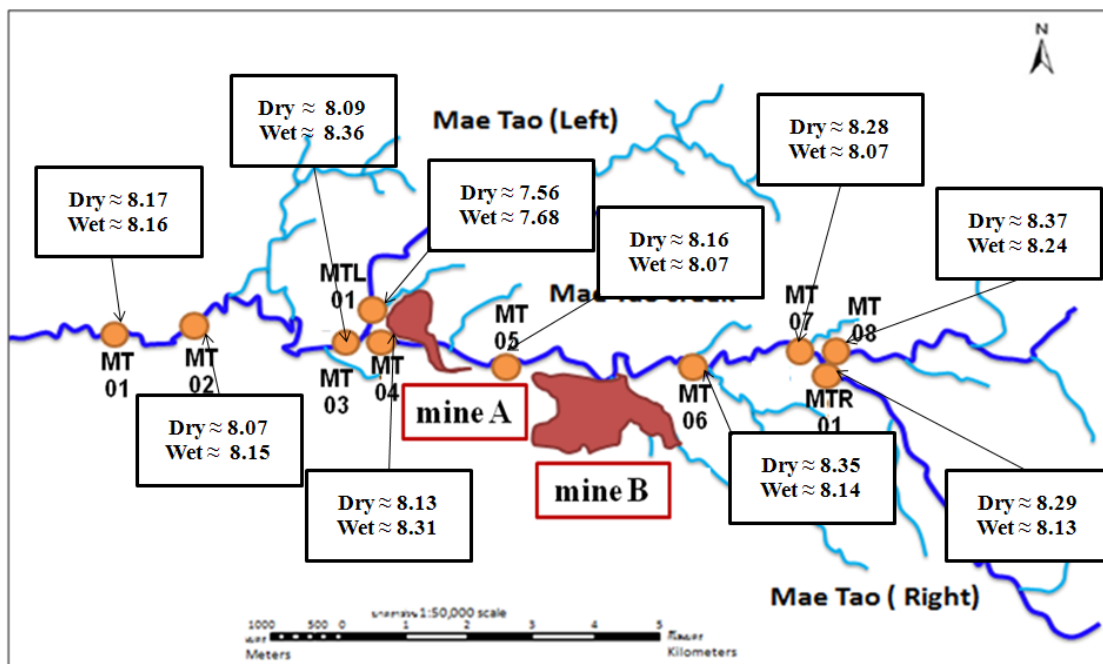 N
Dry ≈ 8.09
Wet ≈ 8.36
Mae Tao (Left)
Dry ≈ 8.28
Wet ≈ 8.07
Dry ≈ 8.17
Wet ≈ 8.16
Dry ≈ 7.56
Wet ≈ 7.68
Dry ≈ 8.16
Wet ≈ 8.07
Dry ≈ 8.37
Wet ≈ 8.24
MTL
01
Mae
MT
05
MT
07
MT
08
MT
01
MT
02
MT
03
MT
04
mine A
MT
06
MTR
01
Dry ≈ 8.07
Wet ≈ 8.15
mine B
Dry ≈ 8.13
Wet ≈ 8.31
Dry ≈ 8.35
Wet ≈ 8.14
Dry ≈ 8.29
Wet ≈ 8.13
Mae Tao ( Right)
1:50,000 scale
1000 500 0 1 2 3 4 5
Meters
Kilometers